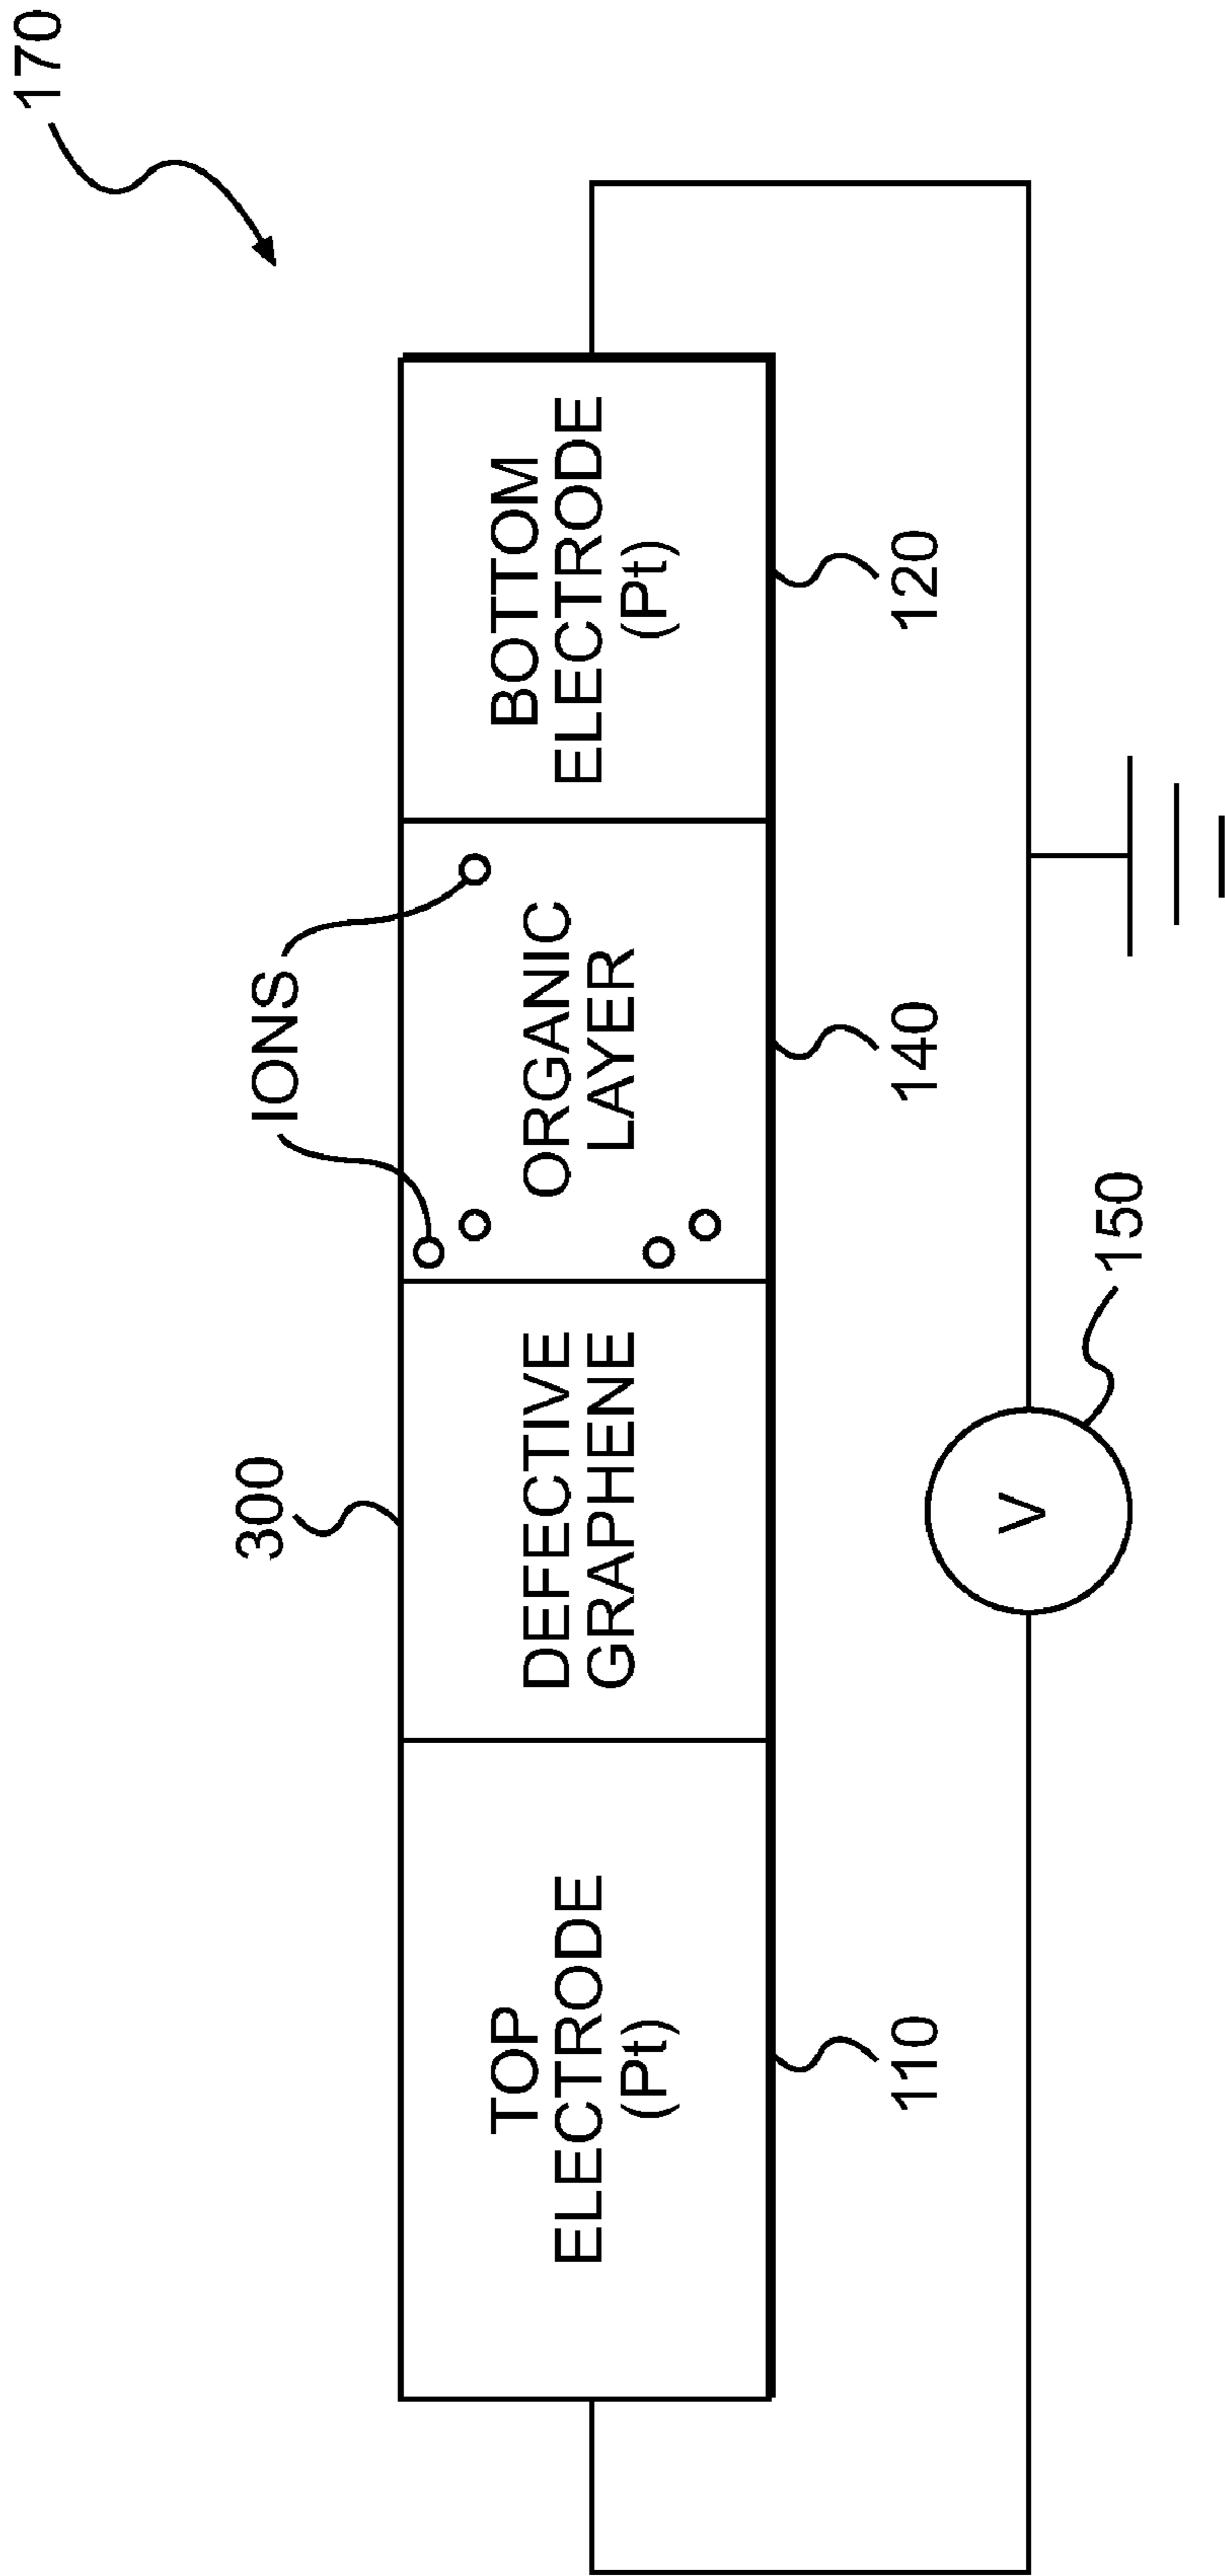 170
IONS
300
TOP
ELECTRODE
(Pt)
DEFECTIVE
GRAPHENE
ORGANIC
LAYER
BOTTOM
ELECTRODE
(Pt)
110
140
120
150
V